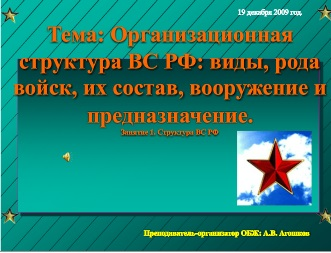 19 декабря 2009 год.
Тема: Организационная
структура ВС РФ: виды, рода
войск, их состав, вооружение и
предназначение.
Занятие 1. Структура ВС РФ
Преподаватель-организатор ОБЖ: А.В. Агошков